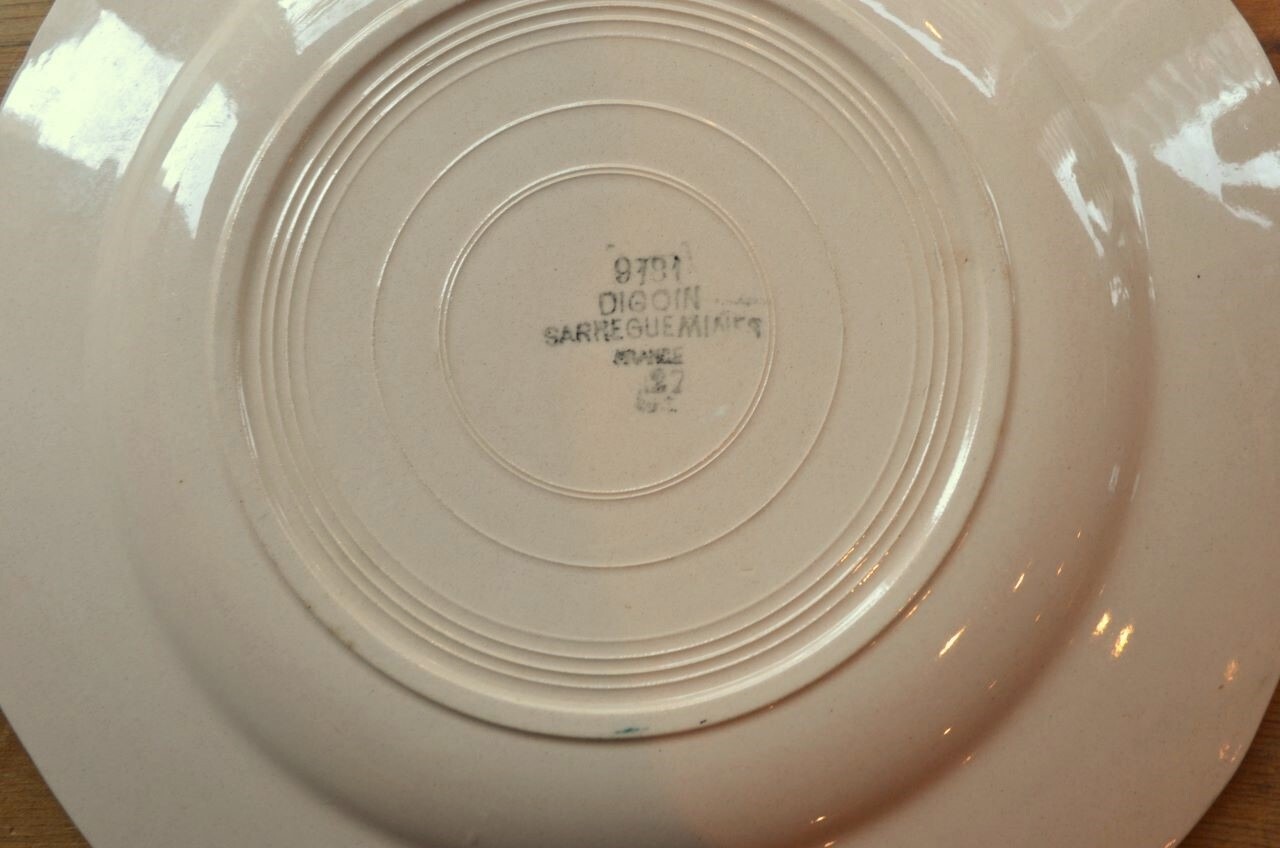 9781
DIGOIN
SARREGUEMINES
FRANCE
27